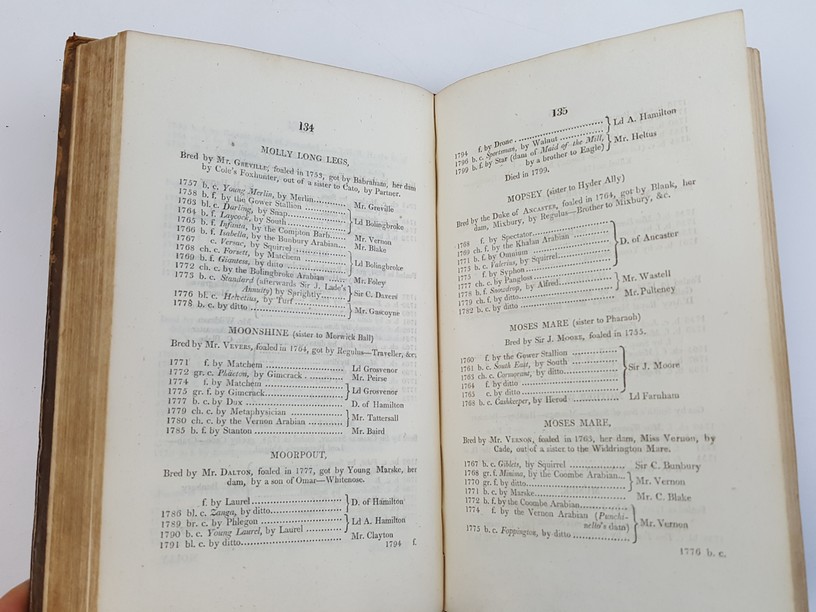 134
MOLLY LONG LEGS,
Bred by Mr. GREVILLE, foaled in 1753, got by Babraham, her dam
by Cole's Foxhunter, out of a sister to Cato, by Partner.
1757 b. c. Young Merlin, by Merlin Mr. Greville
1758 b. f. by the Gower Stallion
1763 bl. c. Darling, by Snap
1764 b. f. Laycock, by South Ld Bolingbroke
1765 b. f. Infanta, by the Compton Barb
1766 b. f. Isabella, by the Bunbury Arabian Mr. Vernon
1767 c. Vernac, by Squirrel Mr. Blake
1768 ch. c. Forsett, by Matchem
1769 b. f. Giantess, by ditto Ld Bolingbroke
1772 ch. c. by the Bolingbroke Arabian Mr. Foley
1773 b. c. Standard (afterwards Sir J. Lade's
Annuity) by Sprightly Sir C. Davers
1776 bl. c. Helvetius, by Turf
1778 b. c. by ditto Mr. Gascoyne
MOONSHINE (sister to Morwick Ball)
Bred by Mr. VEVERS, foaled in 1764, got by Regulus—Traveller, &c.
1771 f. by Matchem Ld Grosvenor
1772 gr. c. Phæton, by Gimcrack Mr. Peirse
1774 f. by Matchem
1775 gr. f. by Gimcrack Ld Grosvenor
1777 b. c. by Dux D. of Hamilton
1779 ch. c. by Metaphysician
1780 ch. c. by the Vernon Arabian Mr. Tattersall
1785 b. f. by Stanton Mr. Baird
MOORPOUT,
Bred by Mr. DALTON, foaled in 1777, got by Young Marske, her
dam, by a son of Omar—Whitenose.
f. by Laurel
1786 bl. c. Zanga, by ditto D. of Hamilton
1789 br. c. by Phlegon
1790 b. c. Young Laurel, by Laurel Ld A. Hamilton
1791 bl. c. by ditto Mr. Clayton
1794 f.
135
1794 f. by Drone Ld A. Hamilton
1796 b. c. Sportsman, by Walnut
1799 b. f. by Star (dam of Maid of the Mill,
by a brother to Eagle) Mr. Heltus
Died in 1799.
MOPSEY (sister to Hyder Ally)
Bred by the Duke of ANCASTER, foaled in 1764, got by Blank, her
dam, Mixbury, by Regulus—Brother to Mixbury, &c.
1768 f. by Spectator
1769 ch. f. by the Khalan Arabian
1771 b. f. by Omnium
1773 b. c. Valerius, by Squirrel D. of Ancaster
1775 f. by Syphon
1777 ch. c. by Pangloss
1778 b. f. Snowdrop, by Alfred
1779 ch. f. by ditto Mr. Wastell
1782 b. c. by ditto Mr. Pulteney
MOSES MARE (sister to Pharaoh)
Bred by Sir J. MOORE, foaled in 1755.
1760 f. by the Gower Stallion
1761 b. c. South East, by South
1763 ch. c. Cormorant, by ditto Sir J. Moore
1764 f. by ditto
1765 c. by ditto
1768 b. c. Cashkeeper, by Herod Ld Farnham
MOSES MARE,
Bred by Mr. VERNON, foaled in 1763, her dam, Miss Vernon, by
Cade, out of a sister to the Widdrington Mare.
1767 b. c. Giblets, by Squirrel Sir C. Bunbury
1768 gr. f. Minima, by the Coombe Arabian
1770 gr. f. by ditto Mr. Vernon
1771 b. c. by Marske Mr. C. Blake
1772 b. f. by the Coombe Arabian
1774 f. by the Vernon Arabian (Punchi-
nello's dam) Mr. Vernon
1775 b. c. Foppington, by ditto
1776 b. c.